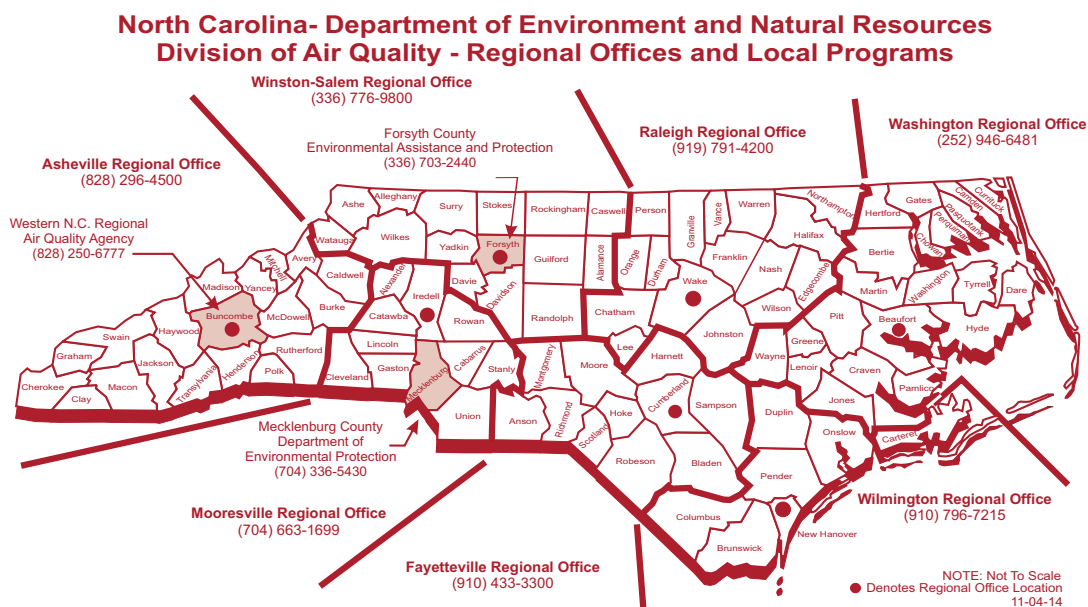 North Carolina- Department of Environment and Natural Resources
Division of Air Quality - Regional Offices and Local Programs
Winston-Salem Regional Office
(336) 776-9800
Forsyth County
Environmental Assistance and Protection
(336) 703-2440
Raleigh Regional Office
(919) 791-4200
Washington Regional Office
(252) 946-6481
Asheville Regional Office
(828) 296-4500
Western N.C. Regional
Air Quality Agency
(828) 250-6777
Ashe
Alleghany
Surry
Stokes
Rockingham
Caswell
Person
Granville
Vance
Warren
Northampton
Hertford
Gates
Currituck
Camden
Pasquotank
Perquiman
Chowan
Watauga
Wilkes
Yadkin
Forsyth
Guilford
Alamance
Orange
Durham
Franklin
Halifax
Bertie
Avery
Mitchell
Caldwell
Alexander
Iredell
Davie
Davidson
Wake
Nash
Edgecombe
Martin
Washington
Tyrrell
Dare
Madison
Yancey
Burke
Catawba
Rowan
Randolph
Chatham
Johnston
Wilson
Pitt
Beaufort
Hyde
Buncombe
McDowell
Haywood
Swain
Graham
Jackson
Cherokee
Clay
Macon
Transylvania
Henderson
Polk
Rutherford
Cleveland
Lincoln
Gaston
Mecklenburg
Cabarrus
Stanly
Union
Montgomery
Moore
Lee
Harnett
Wayne
Greene
Lenoir
Craven
Pamlico
Jones
Carteret
Anson
Richmond
Scotland
Hoke
Cumberland
Sampson
Duplin
Onslow
Robeson
Bladen
Pender
Columbus
Brunswick
New Hanover
Mecklenburg County
Department of
Environmental Protection
(704) 336-5430
Mooresville Regional Office
(704) 663-1699
Fayetteville Regional Office
(910) 433-3300
Wilmington Regional Office
(910) 796-7215
NOTE: Not To Scale
Denotes Regional Office Location
11-04-14